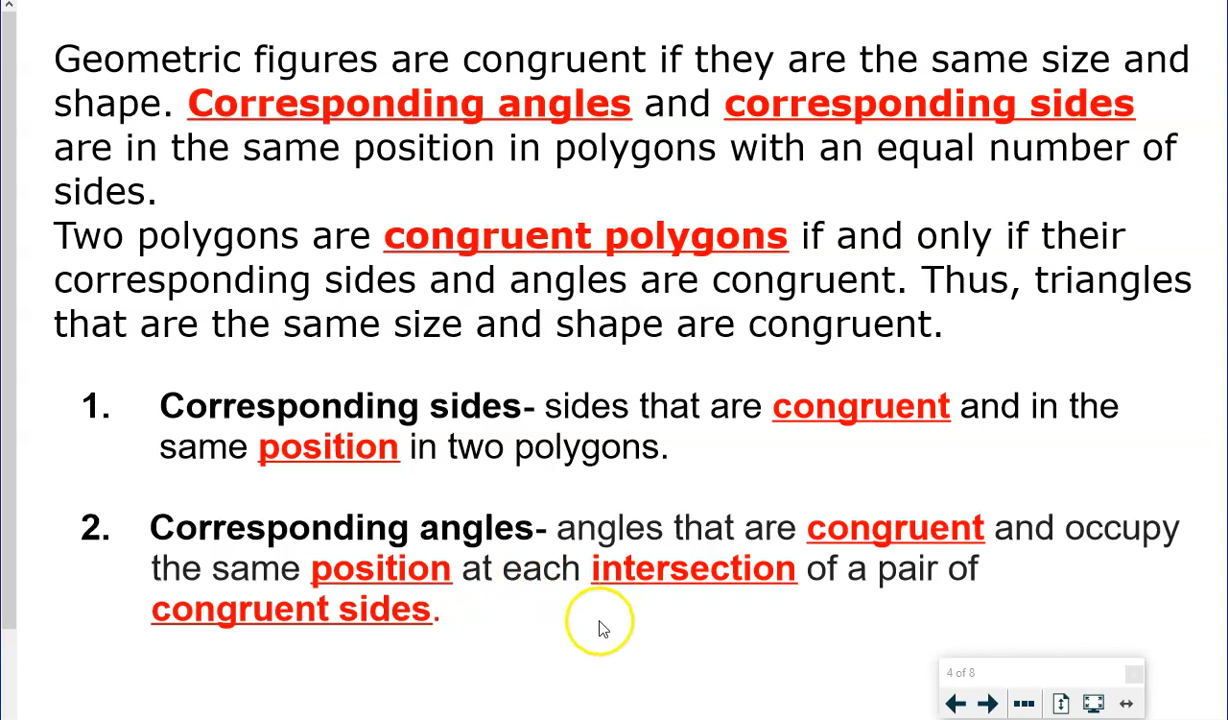 Geometric figures are congruent if they are the same size and
shape. Corresponding angles and corresponding sides
are in the same position in polygons with an equal number of
sides.
Two polygons are congruent polygons if and only if their
corresponding sides and angles are congruent. Thus, triangles
that are the same size and shape are congruent.
1. Corresponding sides- sides that are congruent and in the
same position in two polygons.
2. Corresponding angles- angles that are congruent and occupy
the same position at each intersection of a pair of
congruent sides.
4 of 8